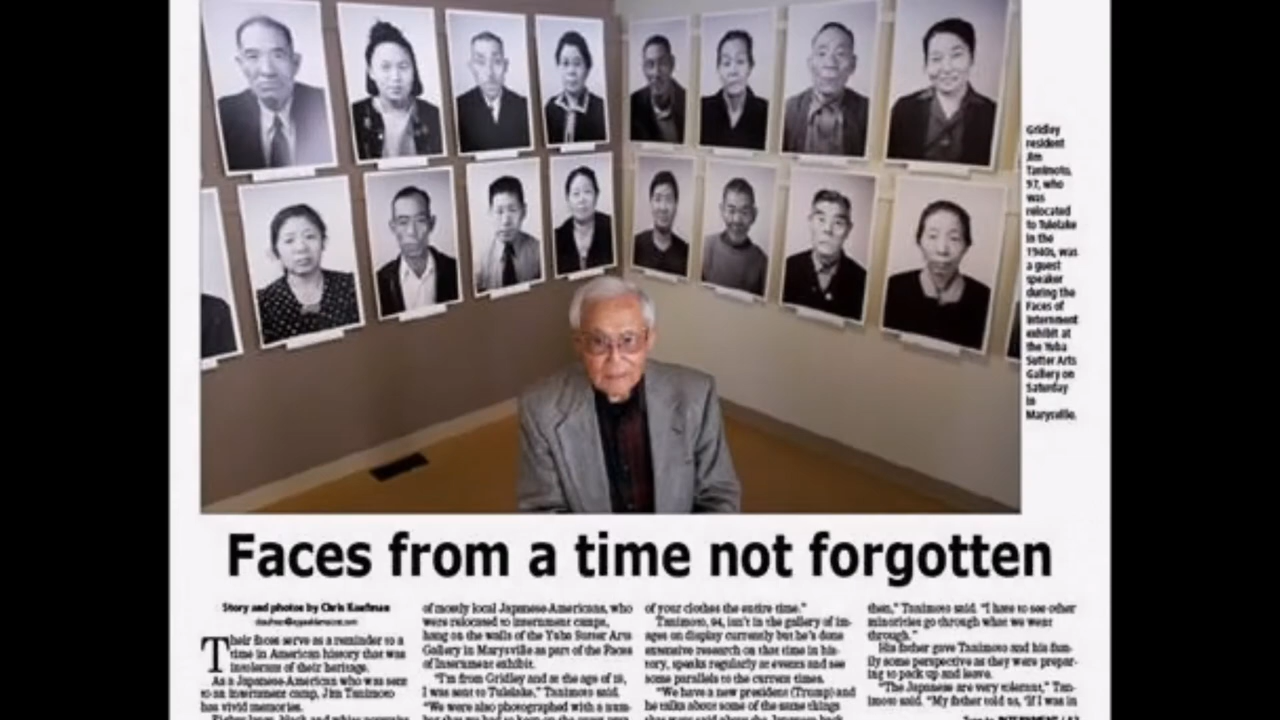 Gridley
resident
Jim
Tanimoto,
97, who
was
relocated
to Tulelake
in the
1940s, was
a guest
speaker
during the
Faces of
Internment
exhibit at
the Yuba
Sutter Arts
Gallery on
Saturday
in
Marysville.
Faces from a time not forgotten
Story and photos by Chris Kaufman
Their faces serve as a reminder to a
time in American history that was
intolerant of their heritage.
As a Japanese-American who was sent
to an internment camp, Jim Tanimoto
has vivid memories.
of mostly local Japanese-Americans, who
were relocated to internment camps,
hang on the walls of the Yuba Sutter Arts
Gallery in Marysville as part of the Faces
of Internment exhibit.
"I'm from Gridley and at the age of 19,
I was sent to Tulelake," Tanimoto said.
"We were also photographed with a num-
of your clothes the entire time."
Tanimoto, 94, isn't in the gallery of im-
ages on display currently but he's done
extensive research on that time in his-
tory, speaks regularly at events and see
some parallels to the current times.
"We have a new president (Trump) and
he talks about some of the same things
then," Tanimoto said. "I hate to see other
minorities go through what we went
through."
His father gave Tanimoto and his fam-
ily some perspective as they were prepar-
ing to pack up and leave.
"The Japanese are very tolerant," Tan-
imoto said. "My father told us, 'If I was in